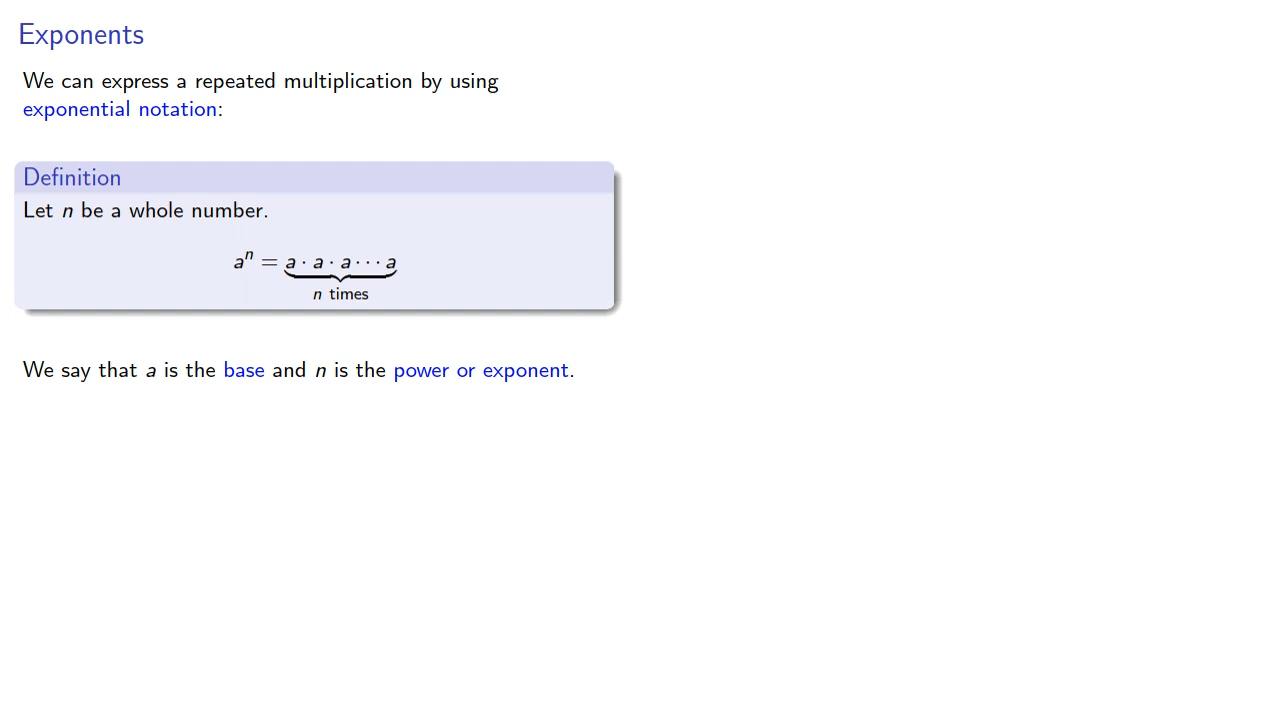 Exponents
We can express a repeated multiplication by using
exponential notation:
Definition
Let n be a whole number.
aⁿ = a · a · a · · · a
n times
We say that a is the base and n is the power or exponent.